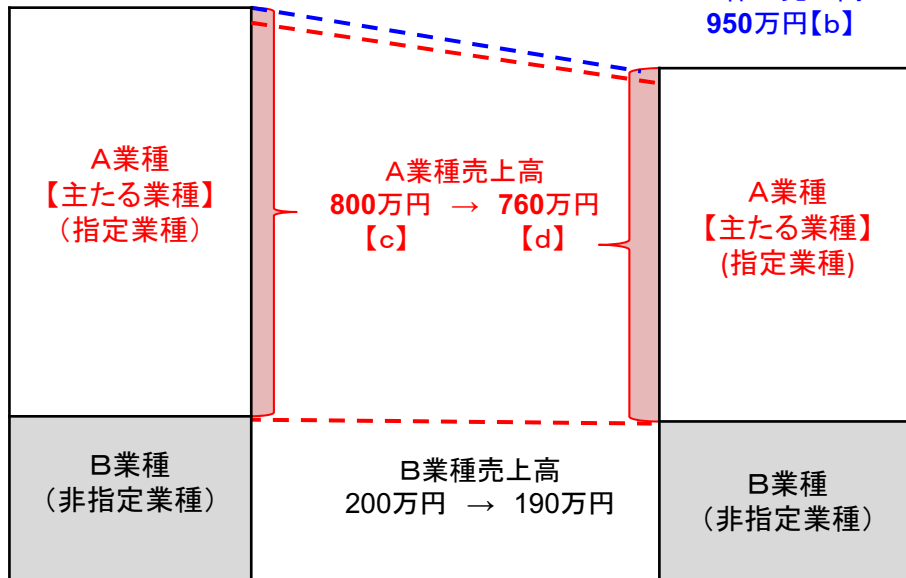 950万円【b】
A業種
【主たる業種】
（指定業種）
A業種売上高
800万円 → 760万円
【c】 【d】
A業種
【主たる業種】
(指定業種)
B業種
（非指定業種）
B業種売上高
200万円 → 190万円
B業種
（非指定業種）